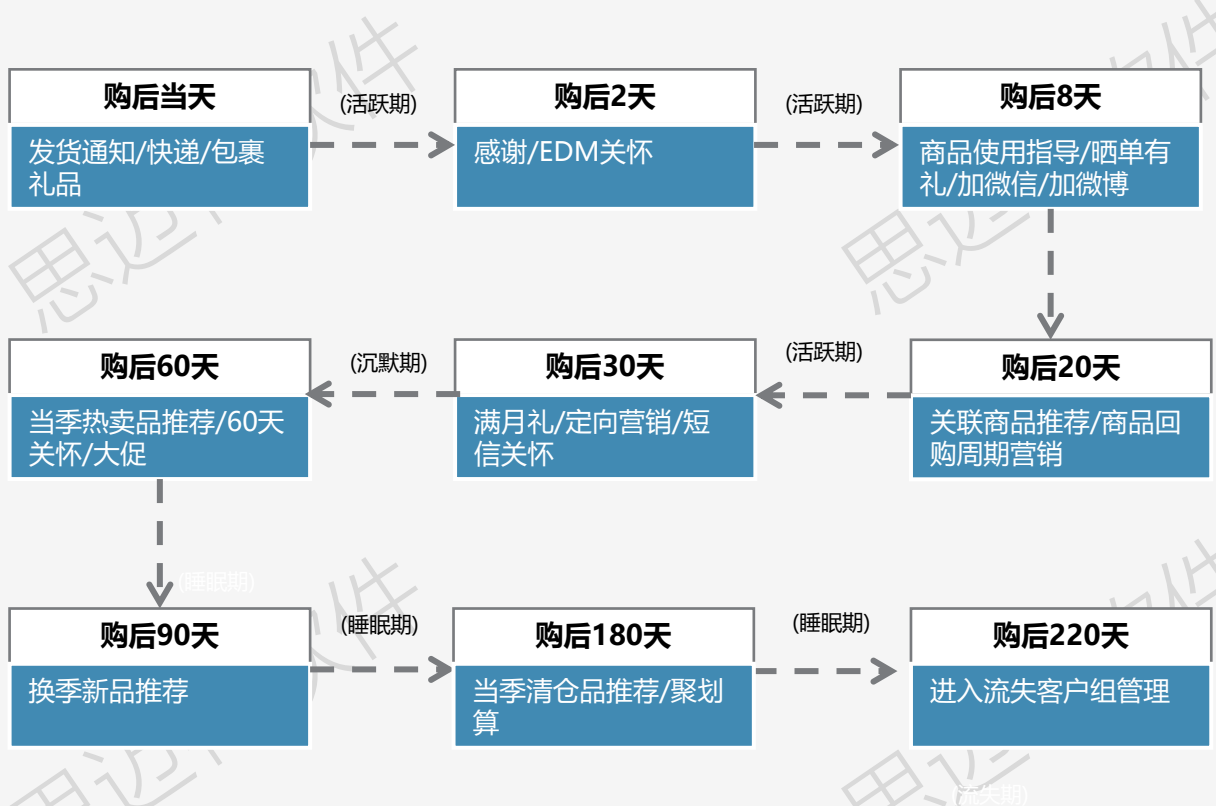 购后当天
发货通知/快递/包裹
礼品
(活跃期)
购后2天
感谢/EDM关怀
(活跃期)
购后8天
商品使用指导/晒单有
礼/加微信/加微博
购后20天
关联商品推荐/商品回
购周期营销
(活跃期)
购后30天
满月礼/定向营销/短
信关怀
(沉默期)
购后60天
当季热卖品推荐/60天
关怀/大促
(睡眠期)
购后90天
换季新品推荐
(睡眠期)
购后180天
当季清仓品推荐/聚划
算
(睡眠期)
购后220天
进入流失客户组管理
(流失期)